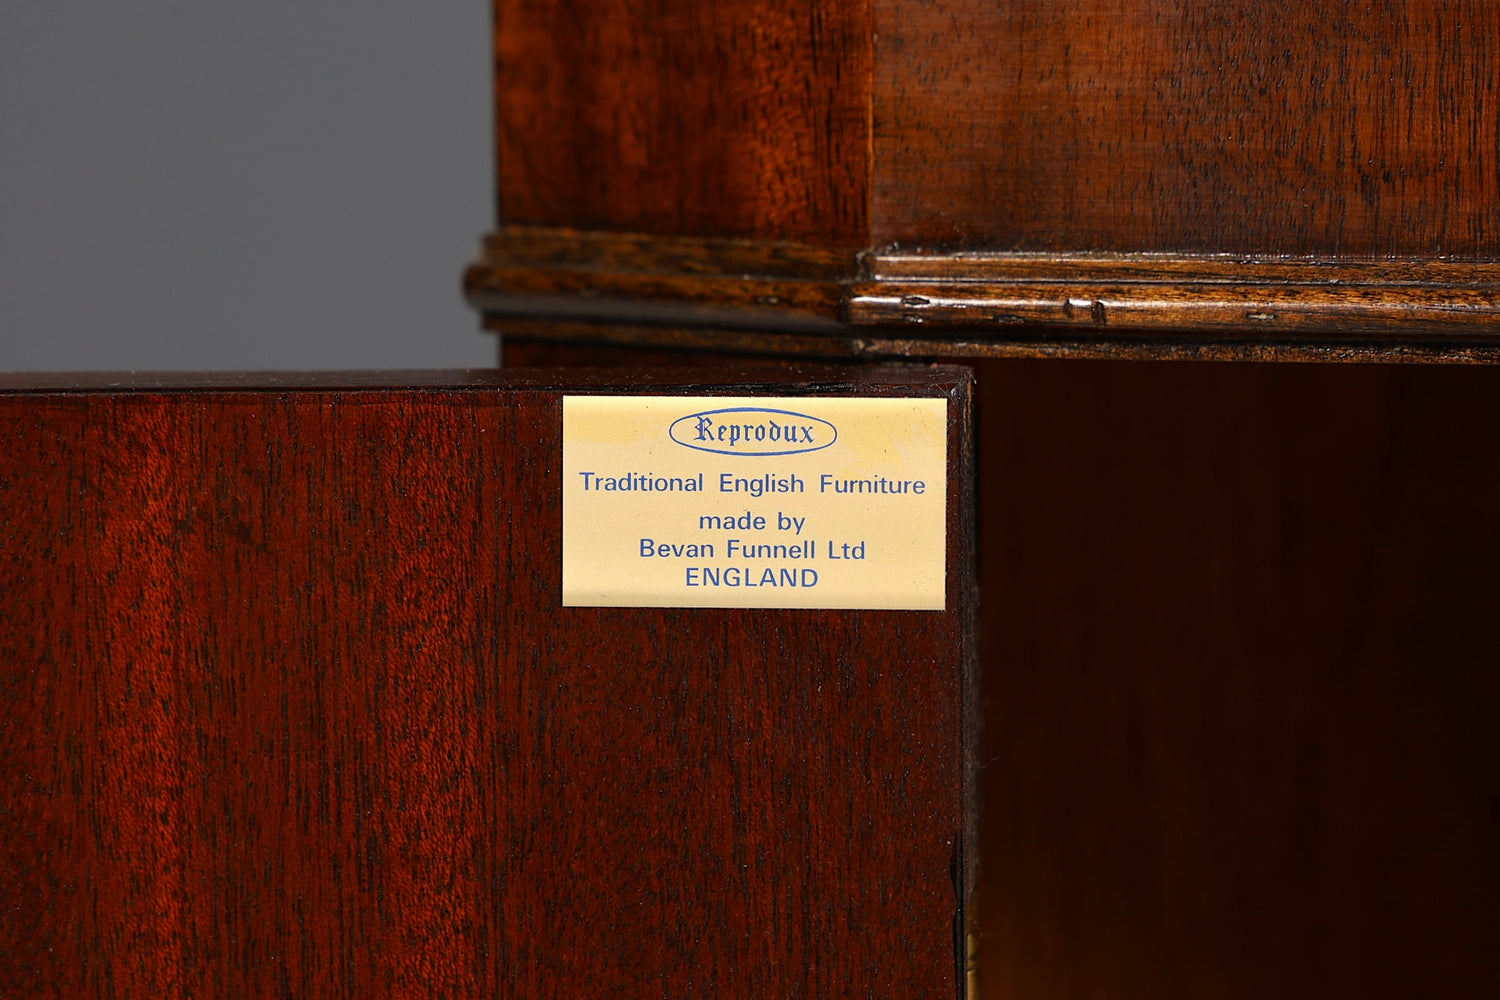 Reprodux
Traditional English Furniture
made by
Bevan Funnell Ltd
ENGLAND